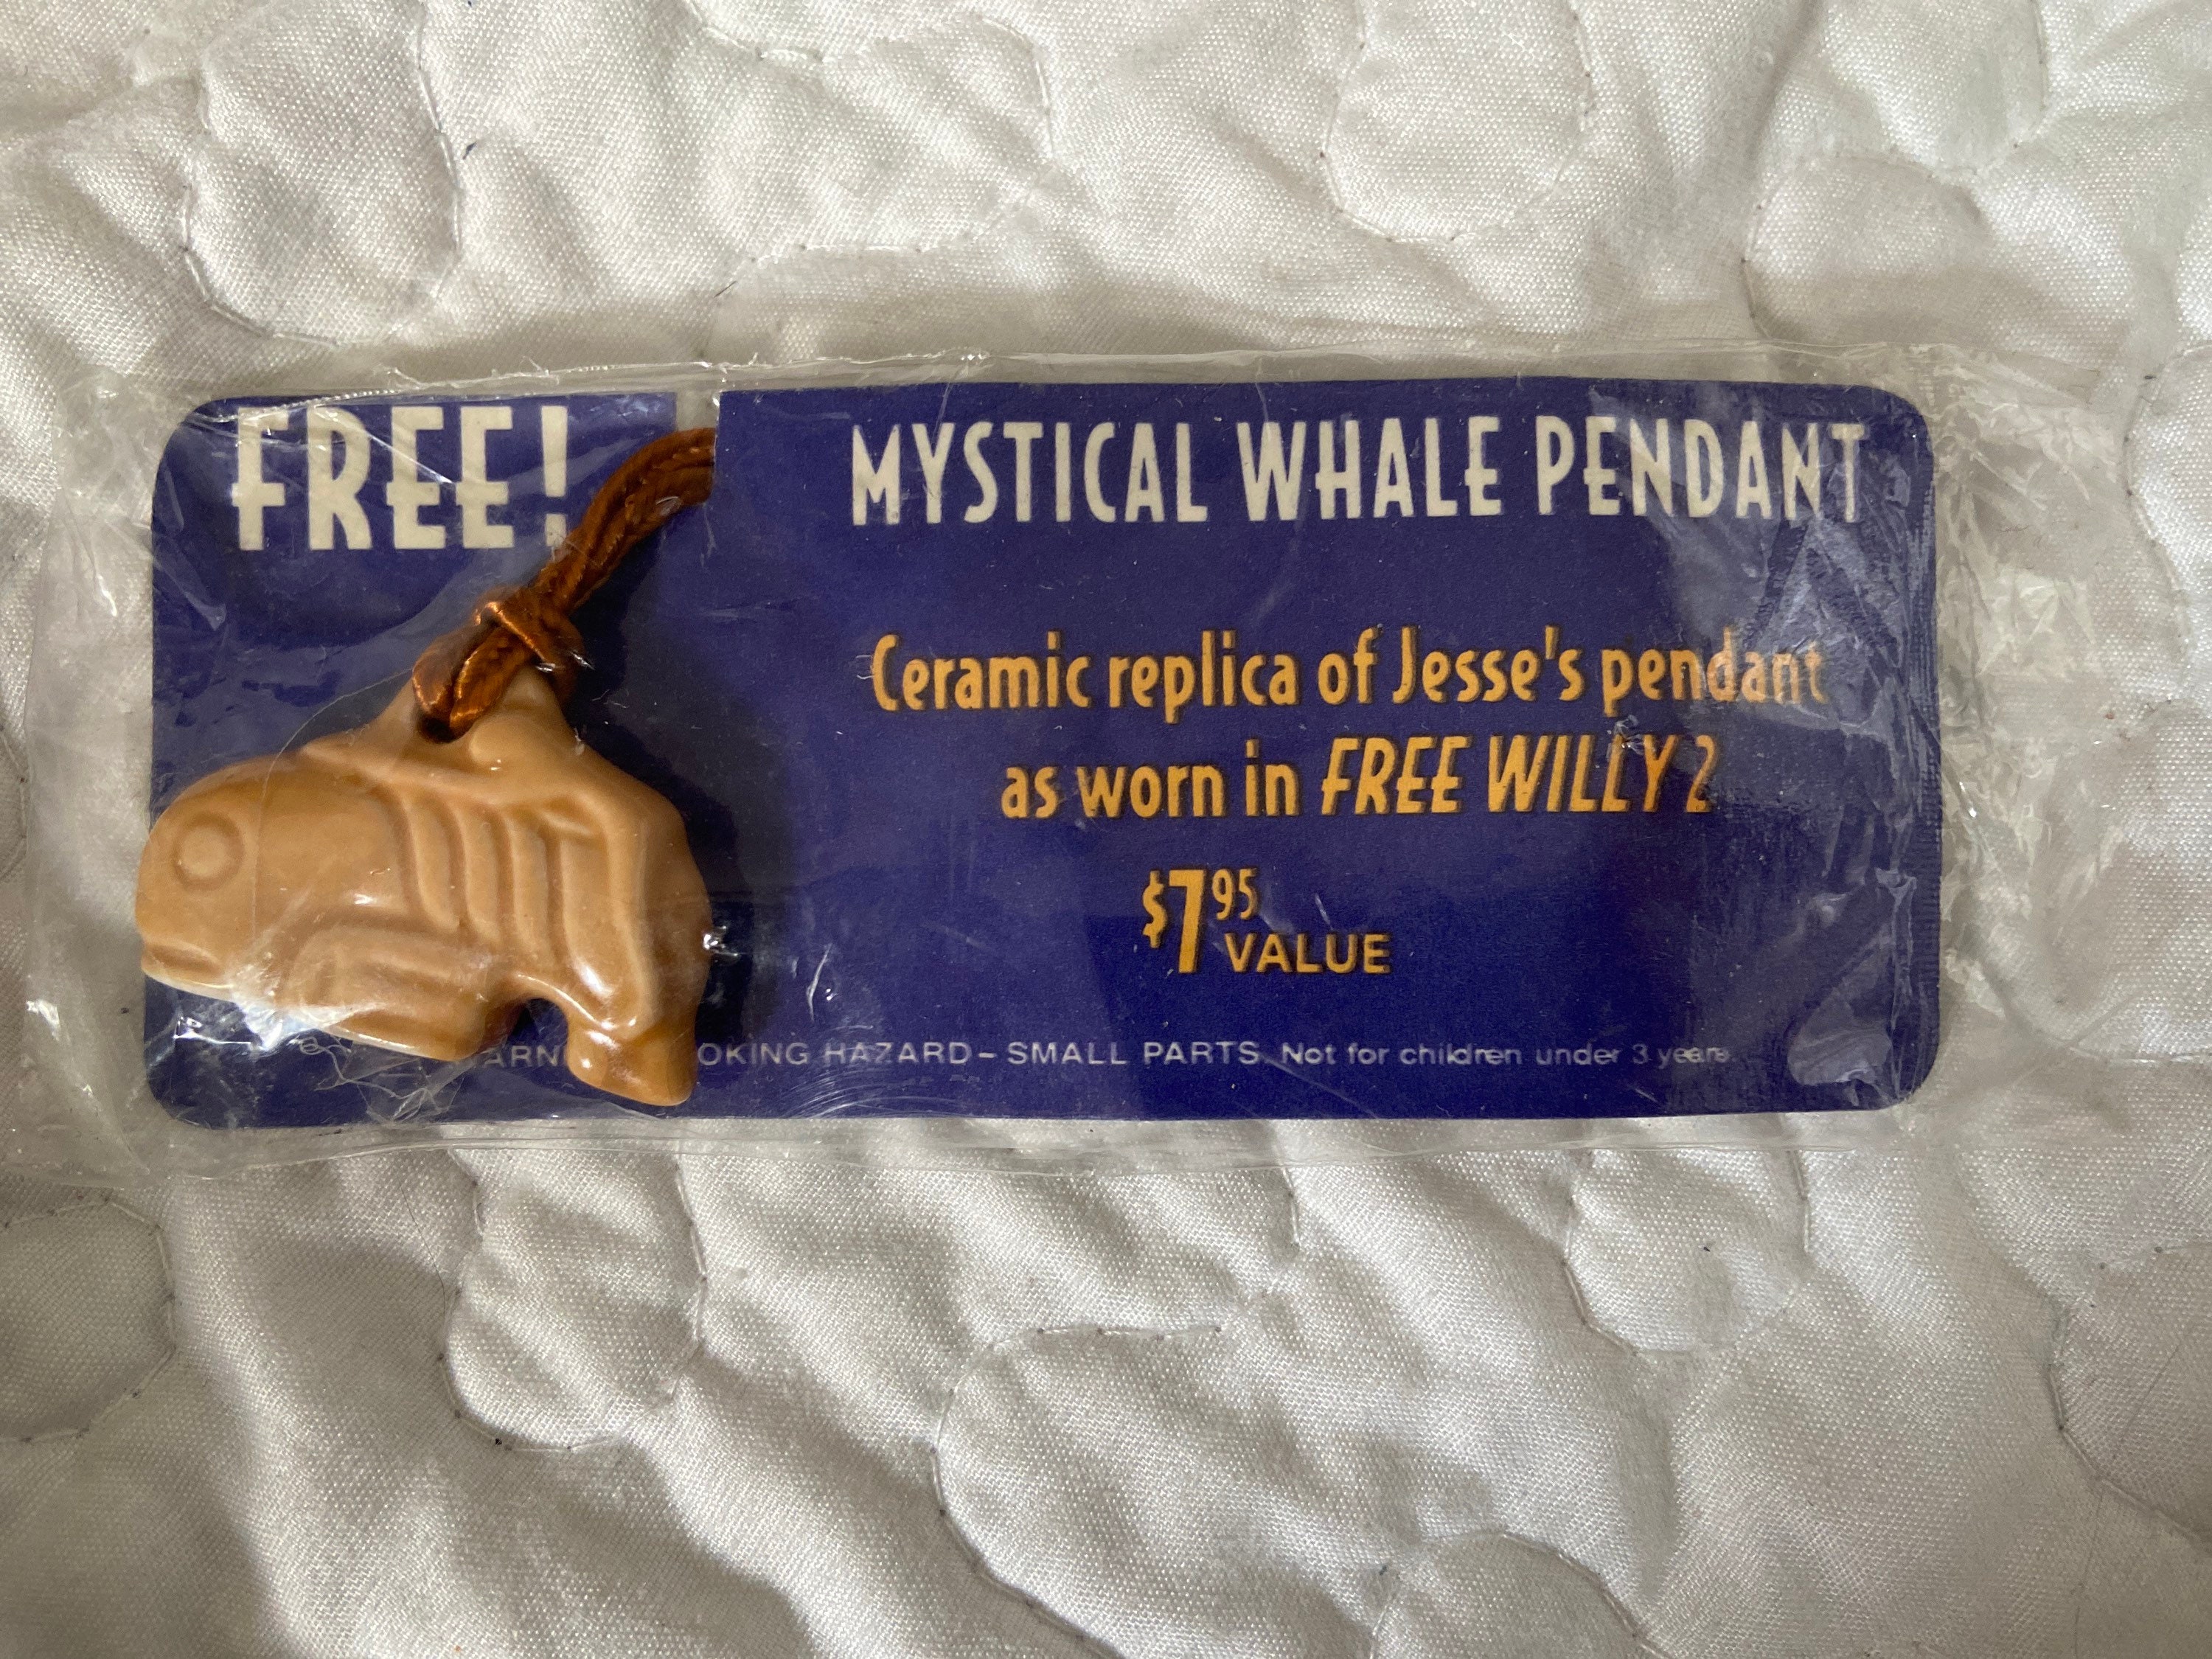 FREE!
MYSTICAL WHALE PENDANT
Ceramic replica of Jesse's pendant
as worn in FREE WILLY 2
$7.95 VALUE
HAZARD – SMALL PARTS. Not for children under 3 years.